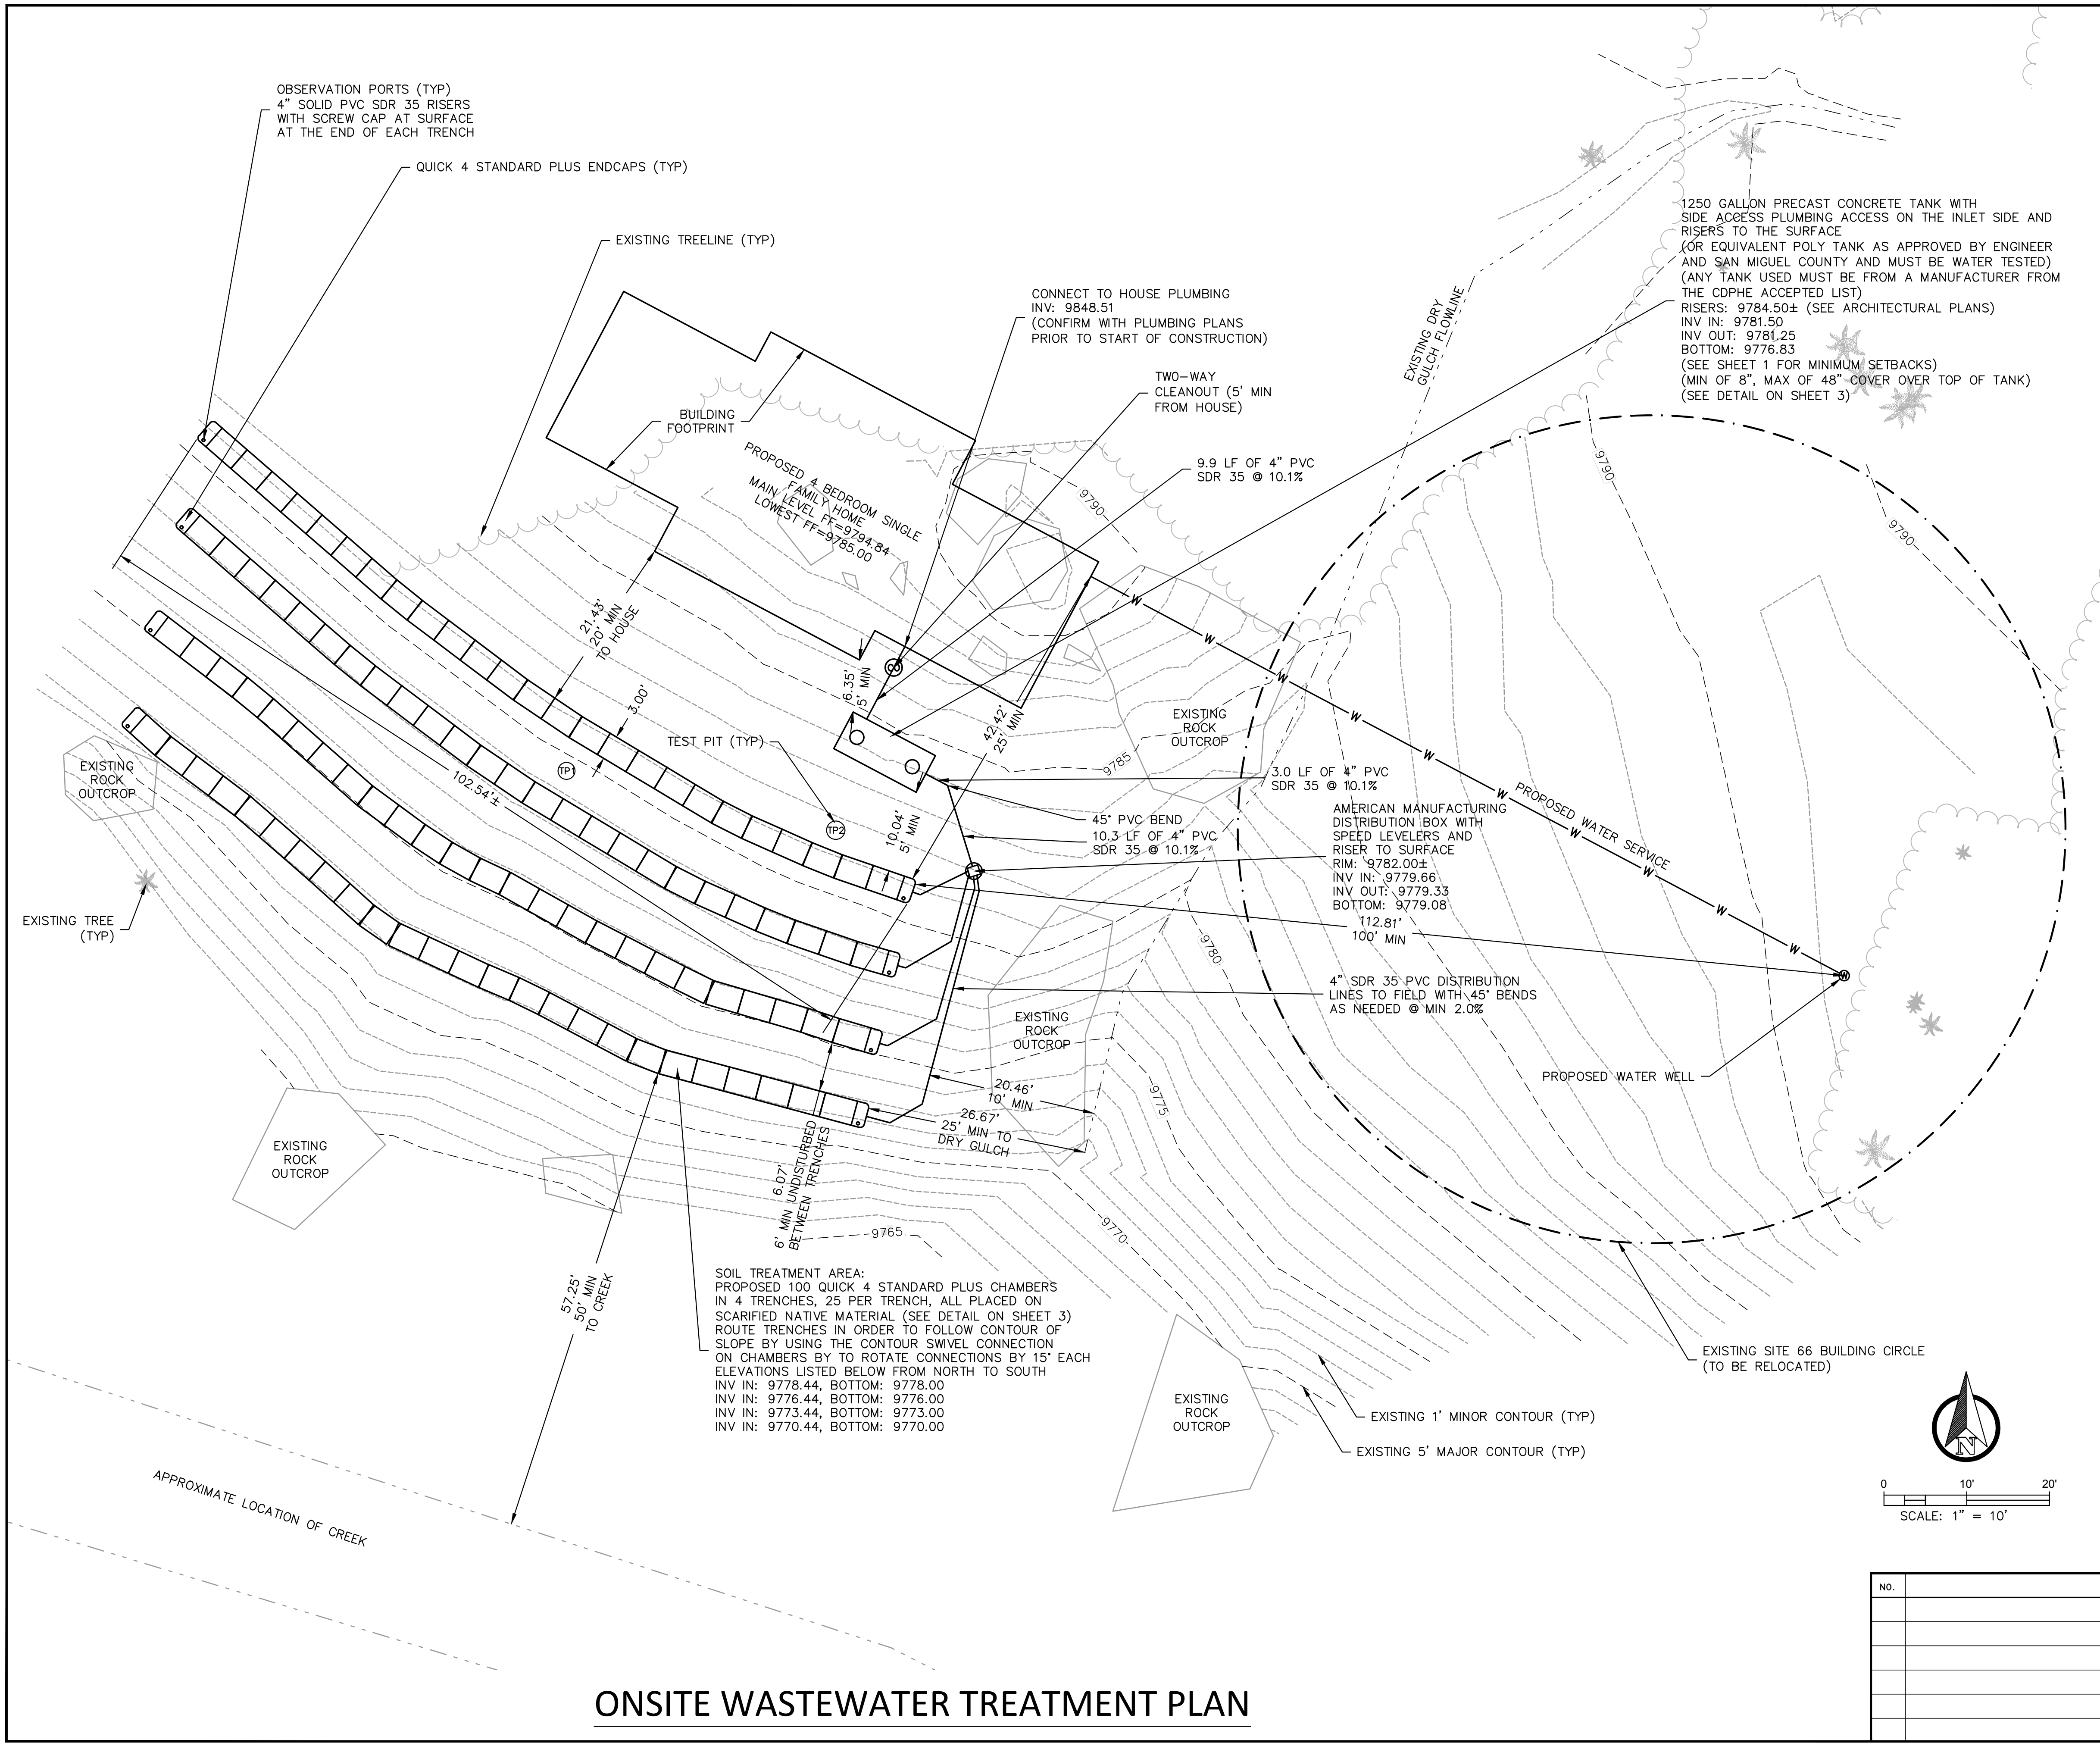 OBSERVATION PORTS (TYP)
4" SOLID PVC SDR 35 RISERS
WITH SCREW CAP AT SURFACE
AT THE END OF EACH TRENCH
QUICK 4 STANDARD PLUS ENDCAPS (TYP)
EXISTING TREELINE (TYP)
CONNECT TO HOUSE PLUMBING
INV: 9848.51
(CONFIRM WITH PLUMBING PLANS
PRIOR TO START OF CONSTRUCTION)
TWO-WAY
CLEANOUT (5' MIN
FROM HOUSE)
EXISTING DRY
GULCH FLOWLINE
1250 GALLON PRECAST CONCRETE TANK WITH
SIDE ACCESS PLUMBING ACCESS ON THE INLET SIDE AND
RISERS TO THE SURFACE
(OR EQUIVALENT POLY TANK AS APPROVED BY ENGINEER
AND SAN MIGUEL COUNTY AND MUST BE WATER TESTED)
(ANY TANK USED MUST BE FROM A MANUFACTURER FROM
THE CDPHE ACCEPTED LIST)
RISERS: 9784.50± (SEE ARCHITECTURAL PLANS)
INV IN: 9781.50
INV OUT: 9781.25
BOTTOM: 9776.83
(SEE SHEET 1 FOR MINIMUM SETBACKS)
(MIN OF 8", MAX OF 48" COVER OVER TOP OF TANK)
(SEE DETAIL ON SHEET 3)
BUILDING
FOOTPRINT
PROPOSED 4 BEDROOM SINGLE
FAMILY HOME
MAIN LEVEL FF=9794.84
LOWEST FF=9785.00
9.9 LF OF 4" PVC
SDR 35 @ 10.1%
9790
9790
9790
W
W
W
W
W
W
W
W
W
W
PROPOSED WATER SERVICE
21.43'
20' MIN
TO HOUSE
3.00'
6.35'
5' MIN
42.42'
25' MIN
TEST PIT (TYP)
TP1
TP2
102.54'±
10.04'
5' MIN
EXISTING
ROCK
OUTCROP
EXISTING
ROCK
OUTCROP
9785
3.0 LF OF 4" PVC
SDR 35 @ 10.1%
45° PVC BEND
10.3 LF OF 4" PVC
SDR 35 @ 10.1%
AMERICAN MANUFACTURING
DISTRIBUTION BOX WITH
SPEED LEVELERS AND
RISER TO SURFACE
RIM: 9782.00±
INV IN: 9779.66
INV OUT: 9779.33
BOTTOM: 9779.08
112.81'
100' MIN
W
EXISTING TREE
(TYP)
9780
4" SDR 35 PVC DISTRIBUTION
LINES TO FIELD WITH 45° BENDS
AS NEEDED @ MIN 2.0%
EXISTING
ROCK
OUTCROP
PROPOSED WATER WELL
20.46'
10' MIN
26.67'
25' MIN TO
DRY GULCH
9775
9770
9765
6.07'
6' MIN UNDISTURBED
BETWEEN TRENCHES
EXISTING
ROCK
OUTCROP
57.25'
50' MIN
TO CREEK
SOIL TREATMENT AREA:
PROPOSED 100 QUICK 4 STANDARD PLUS CHAMBERS
IN 4 TRENCHES, 25 PER TRENCH, ALL PLACED ON
SCARIFIED NATIVE MATERIAL (SEE DETAIL ON SHEET 3)
ROUTE TRENCHES IN ORDER TO FOLLOW CONTOUR OF
SLOPE BY USING THE CONTOUR SWIVEL CONNECTION
ON CHAMBERS BY TO ROTATE CONNECTIONS BY 15° EACH
ELEVATIONS LISTED BELOW FROM NORTH TO SOUTH
INV IN: 9778.44, BOTTOM: 9778.00
INV IN: 9776.44, BOTTOM: 9776.00
INV IN: 9773.44, BOTTOM: 9773.00
INV IN: 9770.44, BOTTOM: 9770.00
EXISTING SITE 66 BUILDING CIRCLE
(TO BE RELOCATED)
EXISTING
ROCK
OUTCROP
EXISTING 1' MINOR CONTOUR (TYP)
EXISTING 5' MAJOR CONTOUR (TYP)
APPROXIMATE LOCATION OF CREEK
N
0 10' 20'
SCALE: 1" = 10'
NO.
ONSITE WASTEWATER TREATMENT PLAN